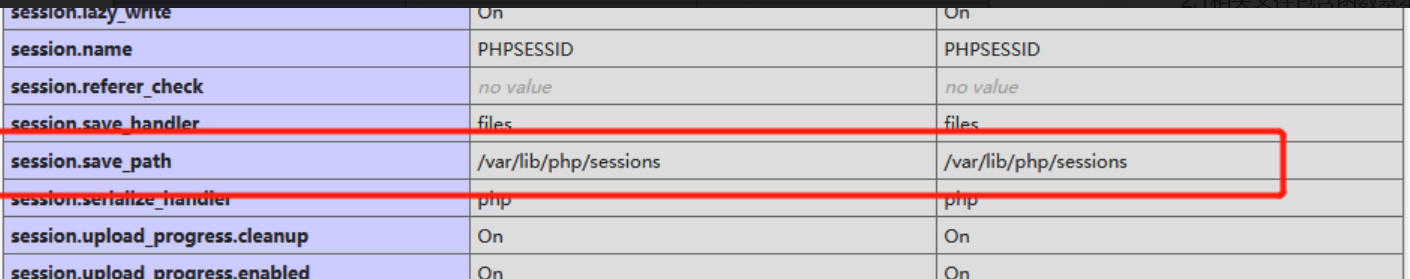 session.lazy_write On On
session.name PHPSESSID PHPSESSID
session.referer_check no value no value
session.save_handler files files
session.save_path /var/lib/php/sessions /var/lib/php/sessions
session.serialize_handler php php
session.upload_progress.cleanup On On
session.upload_progress.enabled On On